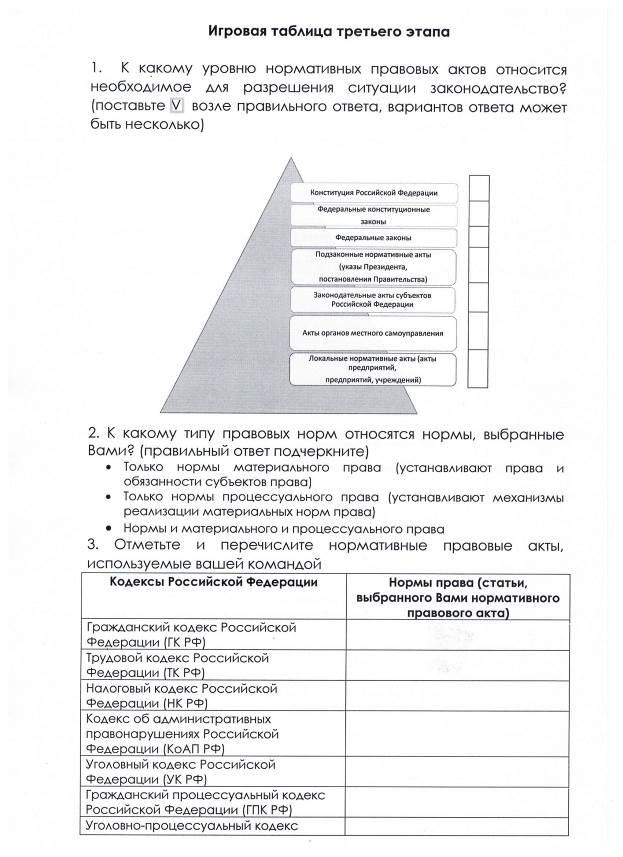 Игровая таблица третьего этапа
1. К какому уровню нормативных правовых актов относится
необходимое для разрешения ситуации законодательство?
(поставьте V возле правильного ответа, вариантов ответа может
быть несколько)
Конституция Российской Федерации
Федеральные конституционные
законы
Федеральные законы
Подзаконные нормативные акты
(указы Президента,
постановления Правительства)
Законодательные акты субъектов
Российской Федерации
Акты органов местного самоуправления
Локальные нормативные акты (акты
предприятий,
предприятий, учреждений)
2. К какому типу правовых норм относятся нормы, выбранные
Вами? (правильный ответ подчеркните)
• Только нормы материального права (устанавливают права и
обязанности субъектов права)
• Только нормы процессуального права (устанавливают механизмы
реализации материальных норм права)
• Нормы и материального и процессуального права
3. Отметьте и перечислите нормативные правовые акты,
используемые вашей командой
Кодексы Российской Федерации
Нормы права (статьи,
выбранного Вами нормативного
правового акта)
Гражданский кодекс Российской
Федерации (ГК РФ)
Трудовой кодекс Российской
Федерации (ТК РФ)
Налоговый кодекс Российской
Федерации (НК РФ)
Кодекс об административных
правонарушениях Российской
Федерации (КоАП РФ)
Уголовный кодекс Российской
Федерации (УК РФ)
Гражданский процессуальный кодекс
Российской Федерации (ГПК РФ)
Уголовно-процессуальный кодекс